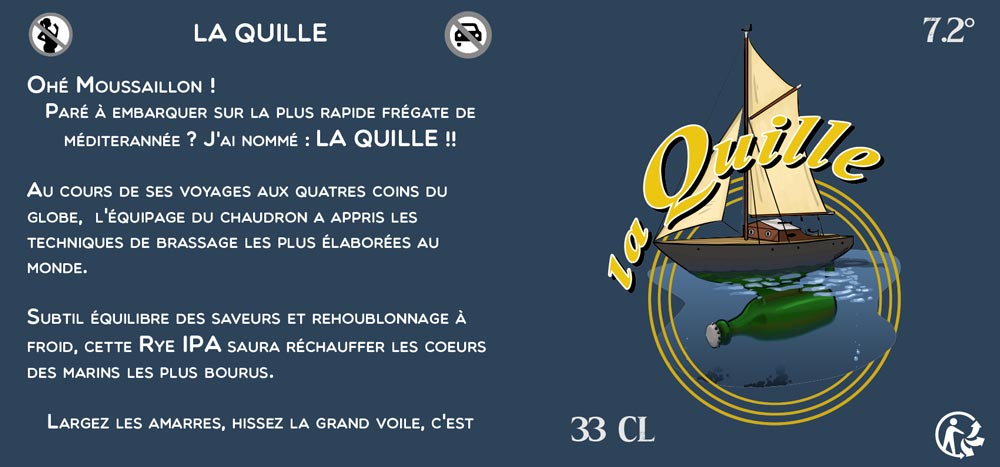 LA QUILLE
Ohé Moussaillon !
Paré à embarquer sur la plus rapide frégate de
méditerannée ? J'ai nommé : LA QUILLE !!
Au cours de ses voyages aux quatres coins du
globe, l'équipage du chaudron a appris les
techniques de brassage les plus élaborées au
monde.
Subtil équilibre des saveurs et rehoublonnage à
froid, cette Rye IPA saura réchauffer les coeurs
des marins les plus bourus.
Largez les amarres, hissez la grand voile, c'est
7.2°
la Quille
33 CL